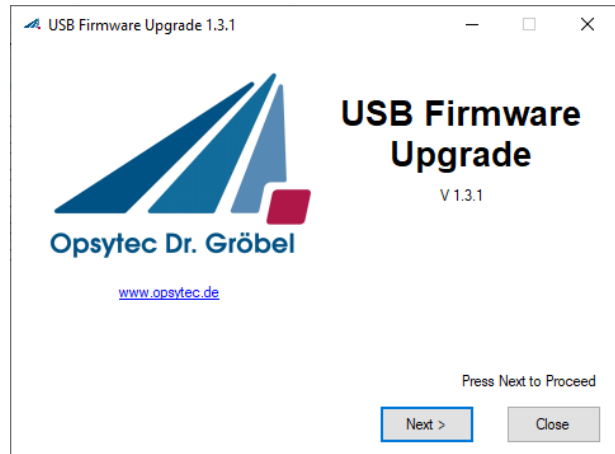 USB Firmware Upgrade 1.3.1
USB Firmware
Upgrade
V 1.3.1
Opsytec Dr. Gröbel
www.opsytec.de
Press Next to Proceed
Next >
Close